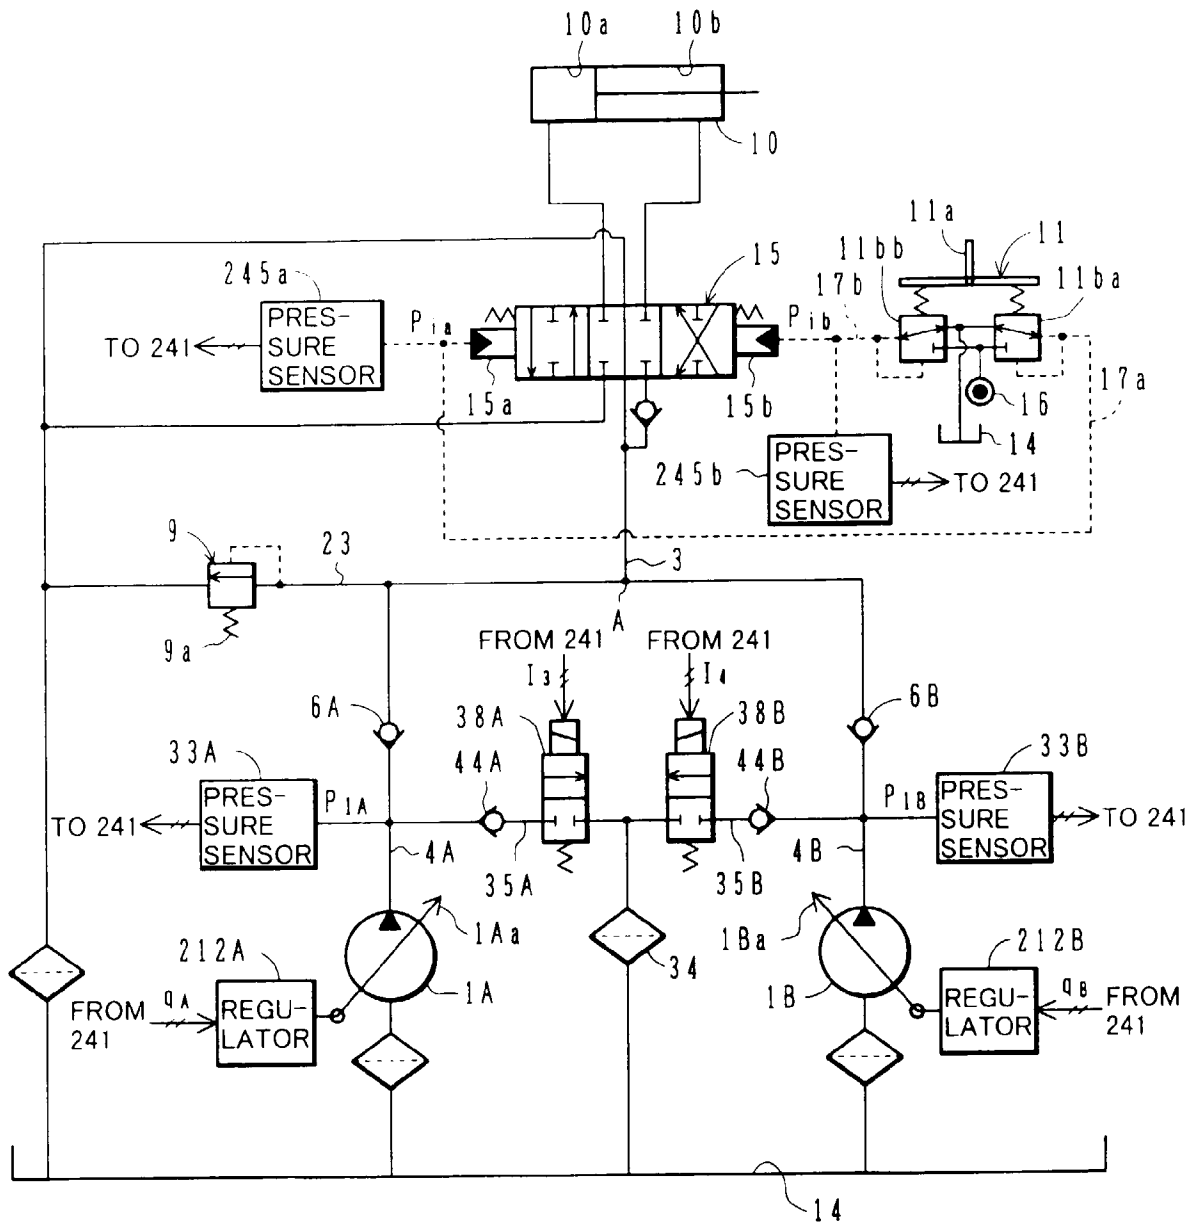 10a
10b
10
11a
11
11bb
11ba
15
245a
17b
PRES-
SURE
SENSOR
Pia
Pib
TO 241
15a
15b
16
17a
14
245b
PRES-
SURE
SENSOR
TO 241
9
23
3
9a
A
FROM 241
FROM 241
I3
I4
6A
6B
38A
38B
33A
44A
44B
33B
PRES-
SURE
SENSOR
P1A
P1B
PRES-
SURE
SENSOR
TO 241
TO 241
4A
4B
35A
35B
1Aa
1Ba
212A
34
212B
1A
1B
FROM
241
qA
REGU-
LATOR
REGU-
LATOR
qB
FROM
241
14